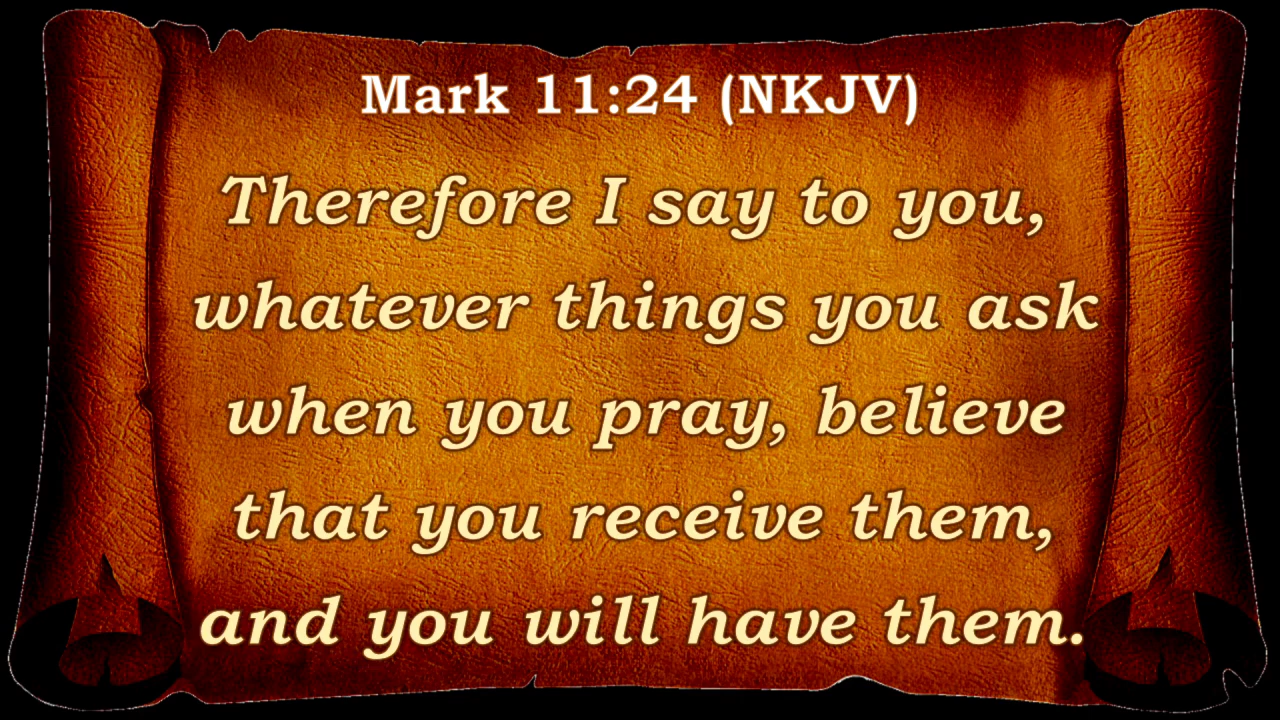 Mark 11:24 (NKJV)
Therefore I say to you,
whatever things you ask
when you pray, believe
that you receive them,
and you will have them.